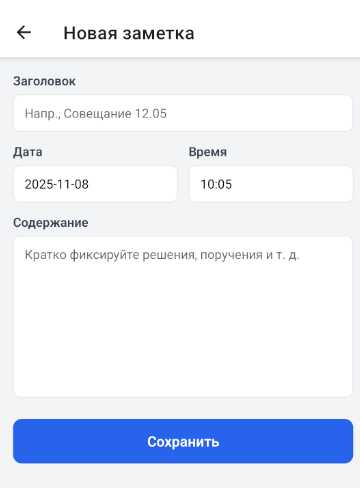 Новая заметка
Заголовок
Напр., Совещание 12.05
Дата Время
2025-11-08 10:05
Содержание
Кратко фиксируйте решения, поручения и т. д.
Сохранить